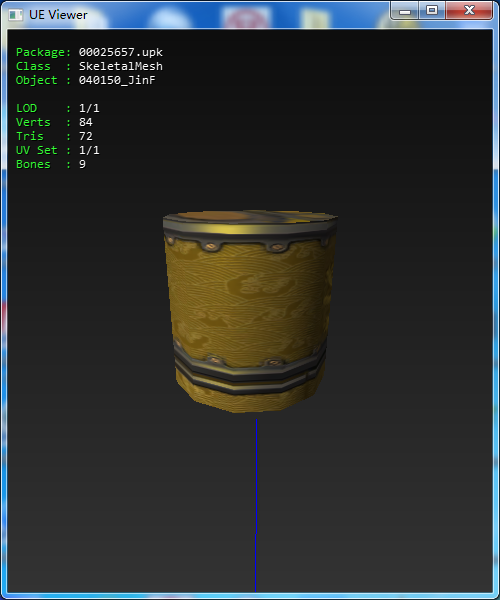 UE Viewer
Package: 00025657.upk
Class : SkeletalMesh
Object : 040150_JinF
LOD : 1/1
Verts : 84
Tris : 72
UV Set : 1/1
Bones : 9